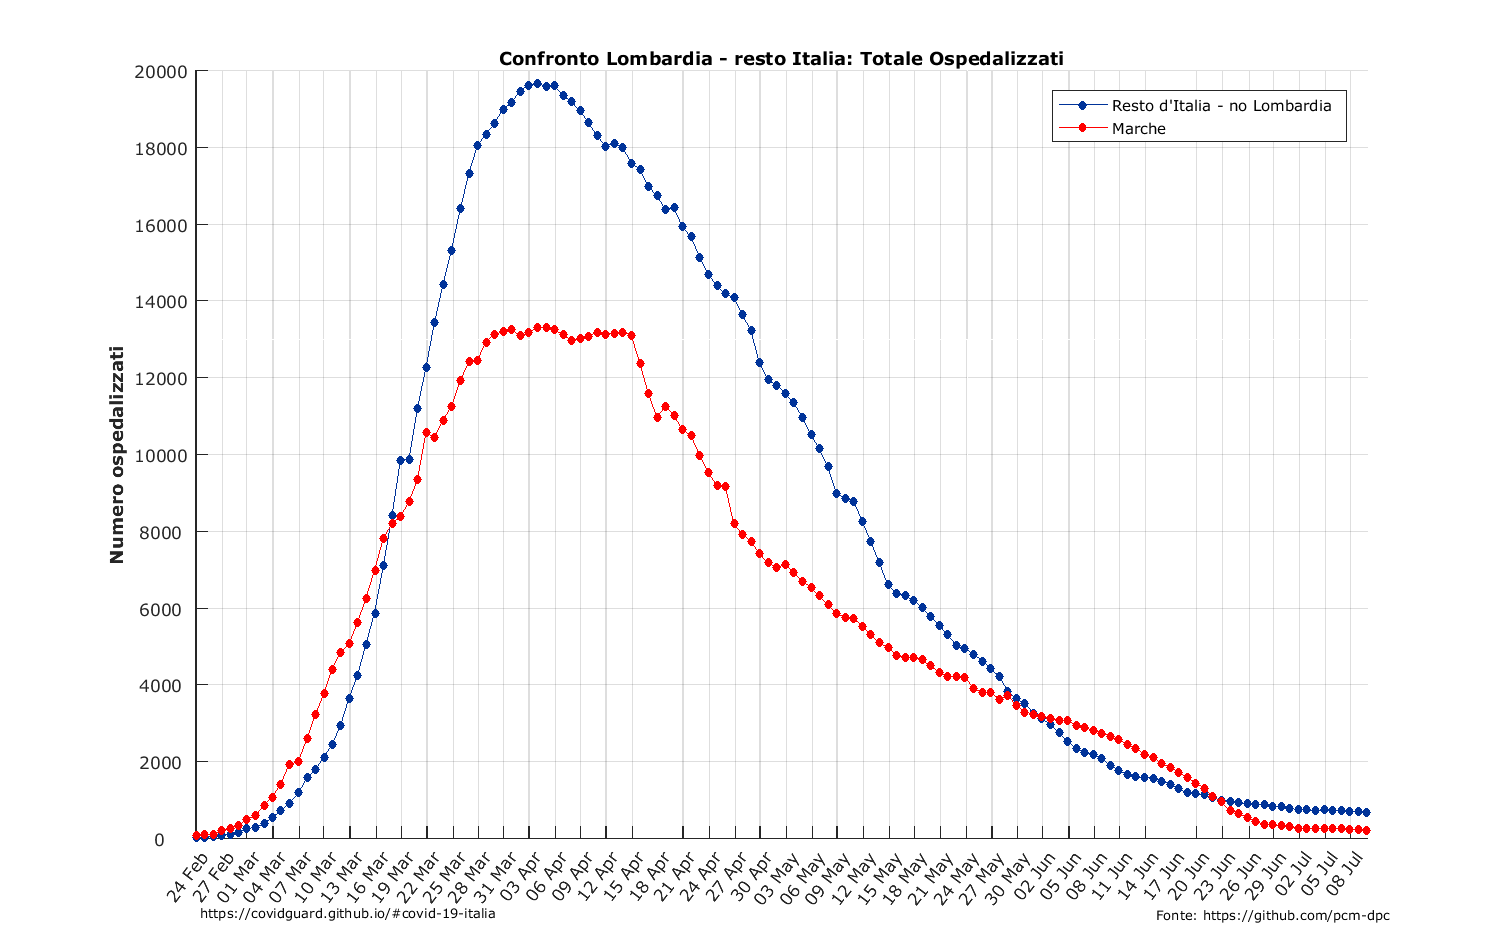 Confronto Lombardia - resto Italia: Totale Ospedalizzati
Resto d'Italia - no Lombardia
Marche
Numero ospedalizzati
20000
18000
16000
14000
12000
10000
8000
6000
4000
2000
0
24 Feb
27 Feb
01 Mar
04 Mar
07 Mar
10 Mar
13 Mar
16 Mar
19 Mar
22 Mar
25 Mar
28 Mar
31 Mar
03 Apr
06 Apr
09 Apr
12 Apr
15 Apr
18 Apr
21 Apr
24 Apr
27 Apr
30 Apr
03 May
06 May
09 May
12 May
15 May
18 May
21 May
24 May
27 May
30 May
02 Jun
05 Jun
08 Jun
11 Jun
14 Jun
17 Jun
20 Jun
23 Jun
26 Jun
29 Jun
02 Jul
05 Jul
08 Jul
https://covidguard.github.io/#covid-19-italia
Fonte: https://github.com/pcm-dpc